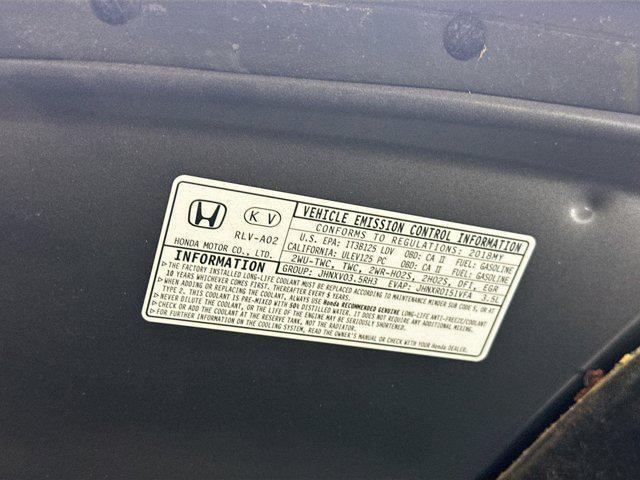 KV
RLV-A02
HONDA MOTOR CO., LTD.
VEHICLE EMISSION CONTROL INFORMATION
CONFORMS TO REGULATIONS: 2018MY
U.S. EPA: IT3B125 LDV OBD: CA II FUEL: GASOLINE
CALIFORNIA: ULEV125 PC OBD: CA II FUEL: GASOLINE
2WU-TWC, TWC, 2WR-HO2S, 2HO2S, DFI, EGR
GROUP: JHNXV03.5RH3 EVAP: JHNXR0151VFA 3.5L
INFORMATION
▷THE FACTORY INSTALLED LONG-LIFE COOLANT MUST BE REPLACED ACCORDING TO MAINTENANCE MINDER SUB CODE 5, OR AT
10 YEARS WHICHEVER COMES FIRST, THEREAFTER EVERY 5 YEARS.
▷WHEN ADDING OR REPLACING THE COOLANT, ALWAYS USE Honda RECOMMENDED GENUINE LONG-LIFE ANTI-FREEZE/COOLANT
TYPE 2. THIS COOLANT IS PRE-MIXED WITH 50% DISTILLED WATER. IT DOES NOT REQUIRE ANY ADDITIONAL MIXING.
▷NEVER DILUTE THE COOLANT, OR THE LIFE OF THE ENGINE MAY BE SERIOUSLY SHORTENED.
▷CHECK OR ADD THE COOLANT AT THE RESERVE TANK, NOT THE RADIATOR.
▷FOR FURTHER INFORMATION ON THE COOLING SYSTEM, READ THE OWNER'S MANUAL OR CHECK WITH YOUR Honda DEALER.